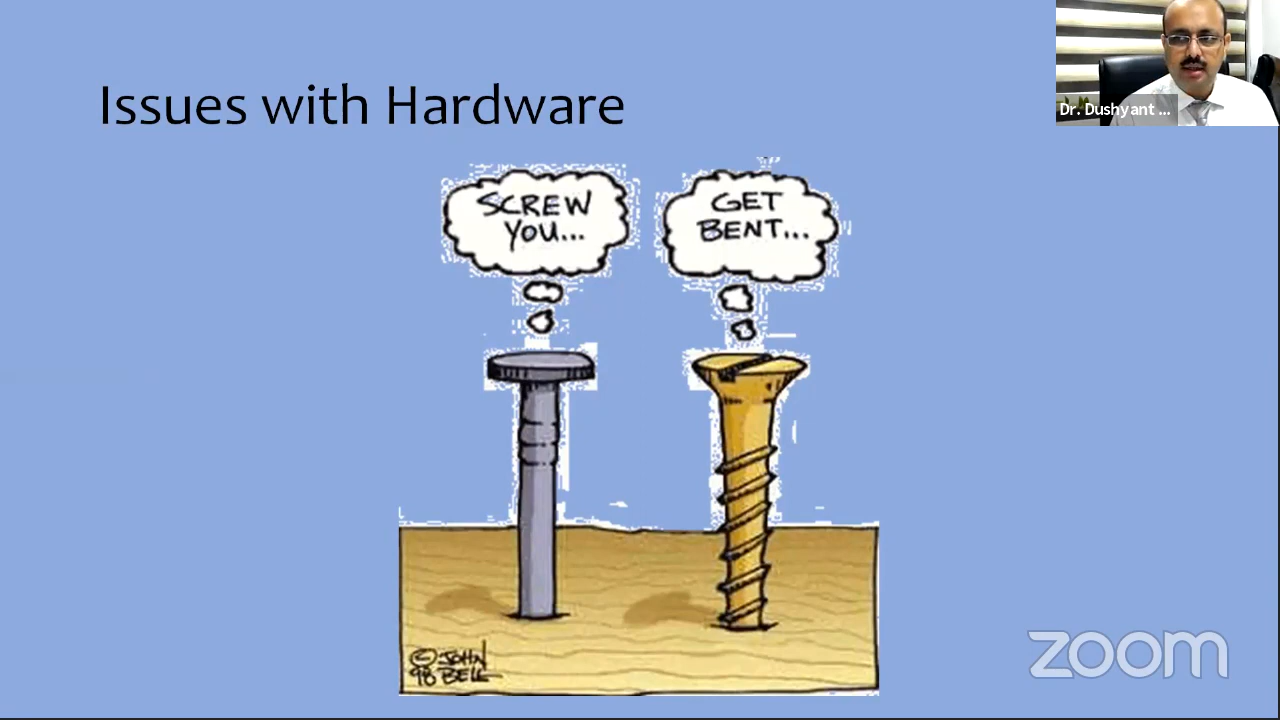 Issues with Hardware
Dr. Dushyant ...
SCREW
YOU...
GET
BENT...
© JOHN
98 BELL
zoom